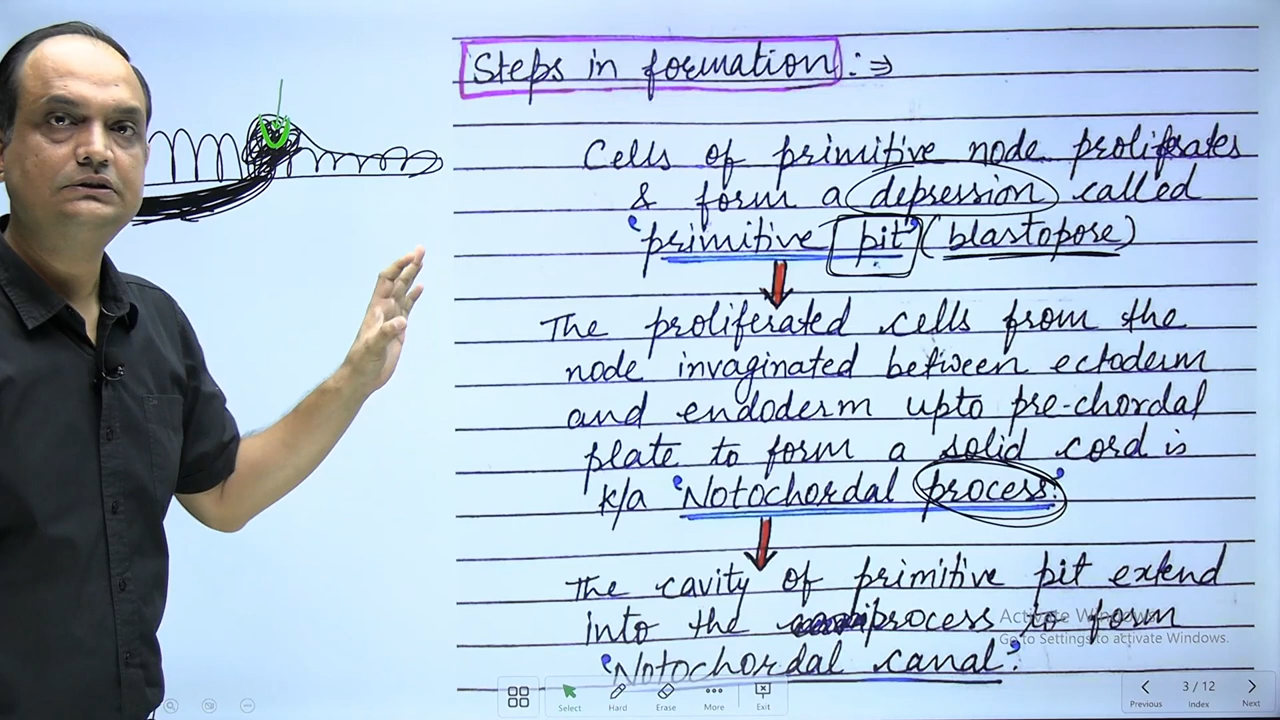 Steps in formation :⇒
Cells of primitive node proliferates
& form a depression called
'primitive pit' (blastopose)
The proliferated cells from the
node invaginated between ectoderm
and endoderm upto pre-chordal
plate to form a solid cord is
k/a 'Notochordal process.'
The cavity of primitive pit extend
into the process to form
'Notochordal canal.'
Activate Windows
Go to Settings to activate Windows.
Select Hard Erase More Exit
Previous 3 / 12 Index Next